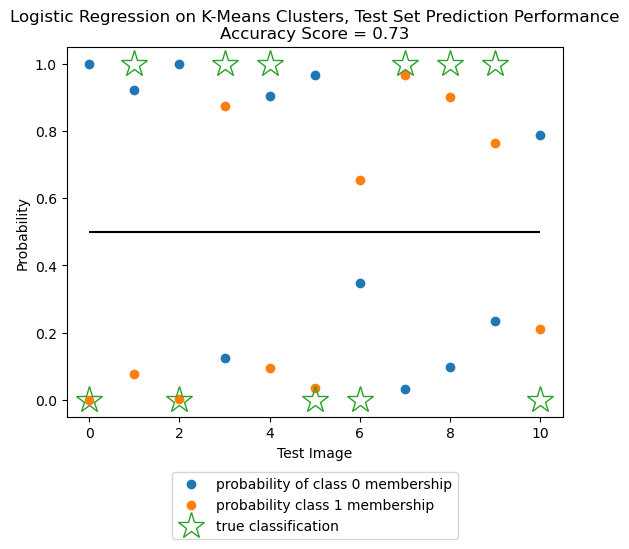 Logistic Regression on K-Means Clusters, Test Set Prediction Performance
Accuracy Score = 0.73
1.0
0.8
0.6
0.4
0.2
0.0
Probability
0 2 4 6 8 10
Test Image
probability of class 0 membership
probability class 1 membership
true classification